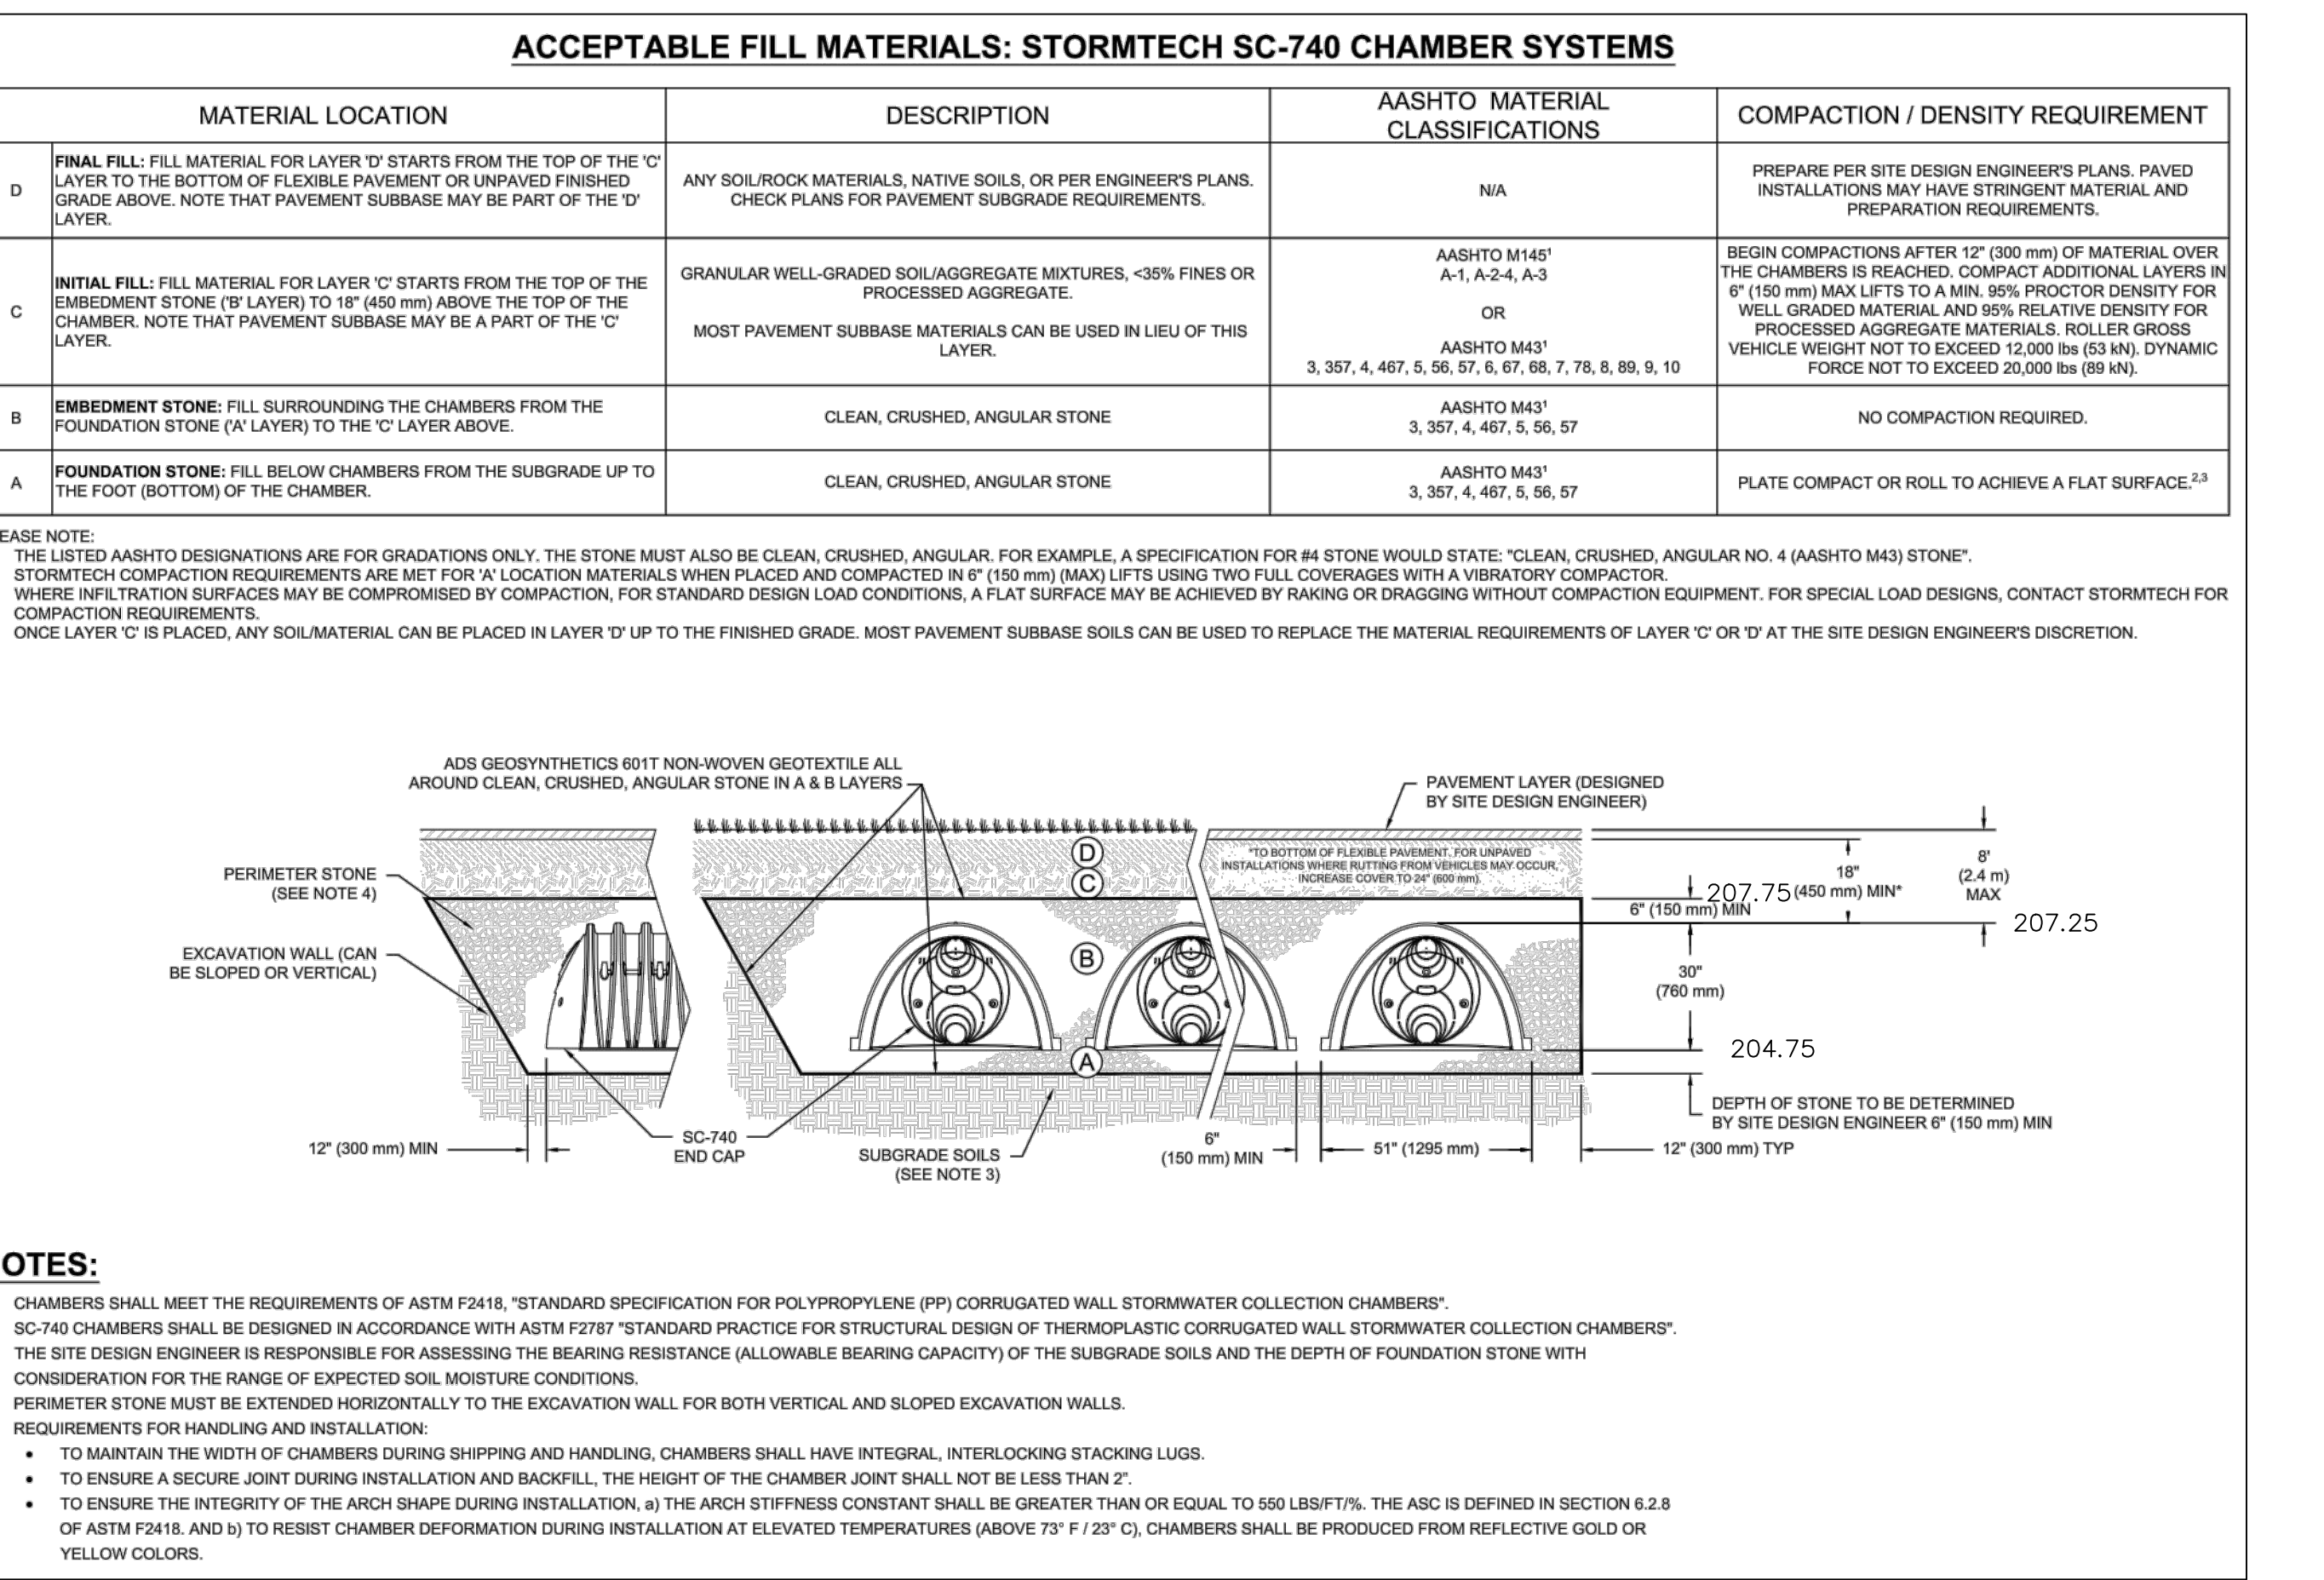 ACCEPTABLE FILL MATERIALS: STORMTECH SC-740 CHAMBER SYSTEMS
MATERIAL LOCATION
DESCRIPTION
AASHTO MATERIAL
CLASSIFICATIONS
COMPACTION / DENSITY REQUIREMENT
D
FINAL FILL: FILL MATERIAL FOR LAYER 'D' STARTS FROM THE TOP OF THE 'C'
LAYER TO THE BOTTOM OF FLEXIBLE PAVEMENT OR UNPAVED FINISHED
GRADE ABOVE. NOTE THAT PAVEMENT SUBBASE MAY BE PART OF THE 'D'
LAYER.
ANY SOIL/ROCK MATERIALS, NATIVE SOILS, OR PER ENGINEER'S PLANS.
CHECK PLANS FOR PAVEMENT SUBGRADE REQUIREMENTS.
N/A
PREPARE PER SITE DESIGN ENGINEER'S PLANS. PAVED
INSTALLATIONS MAY HAVE STRINGENT MATERIAL AND
PREPARATION REQUIREMENTS.
C
INITIAL FILL: FILL MATERIAL FOR LAYER 'C' STARTS FROM THE TOP OF THE
EMBEDMENT STONE ('B' LAYER) TO 18" (450 mm) ABOVE THE TOP OF THE
CHAMBER. NOTE THAT PAVEMENT SUBBASE MAY BE A PART OF THE 'C'
LAYER.
GRANULAR WELL-GRADED SOIL/AGGREGATE MIXTURES, <35% FINES OR
PROCESSED AGGREGATE.
MOST PAVEMENT SUBBASE MATERIALS CAN BE USED IN LIEU OF THIS
LAYER.
AASHTO M145¹
A-1, A-2-4, A-3
OR
AASHTO M43¹
3, 357, 4, 467, 5, 56, 57, 6, 67, 68, 7, 78, 8, 89, 9, 10
BEGIN COMPACTIONS AFTER 12" (300 mm) OF MATERIAL OVER
THE CHAMBERS IS REACHED. COMPACT ADDITIONAL LAYERS IN
6" (150 mm) MAX LIFTS TO A MIN. 95% PROCTOR DENSITY FOR
WELL GRADED MATERIAL AND 95% RELATIVE DENSITY FOR
PROCESSED AGGREGATE MATERIALS. ROLLER GROSS
VEHICLE WEIGHT NOT TO EXCEED 12,000 lbs (53 kN). DYNAMIC
FORCE NOT TO EXCEED 20,000 lbs (89 kN).
B
EMBEDMENT STONE: FILL SURROUNDING THE CHAMBERS FROM THE
FOUNDATION STONE ('A' LAYER) TO THE 'C' LAYER ABOVE.
CLEAN, CRUSHED, ANGULAR STONE
AASHTO M43¹
3, 357, 4, 467, 5, 56, 57
NO COMPACTION REQUIRED.
A
FOUNDATION STONE: FILL BELOW CHAMBERS FROM THE SUBGRADE UP TO
THE FOOT (BOTTOM) OF THE CHAMBER.
CLEAN, CRUSHED, ANGULAR STONE
AASHTO M43¹
3, 357, 4, 467, 5, 56, 57
PLATE COMPACT OR ROLL TO ACHIEVE A FLAT SURFACE.²,³
EASE NOTE:
THE LISTED AASHTO DESIGNATIONS ARE FOR GRADATIONS ONLY. THE STONE MUST ALSO BE CLEAN, CRUSHED, ANGULAR. FOR EXAMPLE, A SPECIFICATION FOR #4 STONE WOULD STATE: "CLEAN, CRUSHED, ANGULAR NO. 4 (AASHTO M43) STONE".
STORMTECH COMPACTION REQUIREMENTS ARE MET FOR 'A' LOCATION MATERIALS WHEN PLACED AND COMPACTED IN 6" (150 mm) (MAX) LIFTS USING TWO FULL COVERAGES WITH A VIBRATORY COMPACTOR.
WHERE INFILTRATION SURFACES MAY BE COMPROMISED BY COMPACTION, FOR STANDARD DESIGN LOAD CONDITIONS, A FLAT SURFACE MAY BE ACHIEVED BY RAKING OR DRAGGING WITHOUT COMPACTION EQUIPMENT. FOR SPECIAL LOAD DESIGNS, CONTACT STORMTECH FOR
COMPACTION REQUIREMENTS.
ONCE LAYER 'C' IS PLACED, ANY SOIL/MATERIAL CAN BE PLACED IN LAYER 'D' UP TO THE FINISHED GRADE. MOST PAVEMENT SUBBASE SOILS CAN BE USED TO REPLACE THE MATERIAL REQUIREMENTS OF LAYER 'C' OR 'D' AT THE SITE DESIGN ENGINEER'S DISCRETION.
ADS GEOSYNTHETICS 601T NON-WOVEN GEOTEXTILE ALL
AROUND CLEAN, CRUSHED, ANGULAR STONE IN A & B LAYERS
PAVEMENT LAYER (DESIGNED
BY SITE DESIGN ENGINEER)
PERIMETER STONE
(SEE NOTE 4)
EXCAVATION WALL (CAN
BE SLOPED OR VERTICAL)
D
C
B
A
*TO BOTTOM OF FLEXIBLE PAVEMENT. FOR UNPAVED
INSTALLATIONS WHERE RUTTING FROM VEHICLES MAY OCCUR,
INCREASE COVER TO 24" (600 mm).
18"
(450 mm) MIN*
8'
(2.4 m)
MAX
207.75
6" (150 mm) MIN
207.25
30"
(760 mm)
204.75
DEPTH OF STONE TO BE DETERMINED
BY SITE DESIGN ENGINEER 6" (150 mm) MIN
12" (300 mm) MIN
SC-740
END CAP
SUBGRADE SOILS
(SEE NOTE 3)
6"
(150 mm) MIN
51" (1295 mm)
12" (300 mm) TYP
OTES:
CHAMBERS SHALL MEET THE REQUIREMENTS OF ASTM F2418, "STANDARD SPECIFICATION FOR POLYPROPYLENE (PP) CORRUGATED WALL STORMWATER COLLECTION CHAMBERS".
SC-740 CHAMBERS SHALL BE DESIGNED IN ACCORDANCE WITH ASTM F2787 "STANDARD PRACTICE FOR STRUCTURAL DESIGN OF THERMOPLASTIC CORRUGATED WALL STORMWATER COLLECTION CHAMBERS".
THE SITE DESIGN ENGINEER IS RESPONSIBLE FOR ASSESSING THE BEARING RESISTANCE (ALLOWABLE BEARING CAPACITY) OF THE SUBGRADE SOILS AND THE DEPTH OF FOUNDATION STONE WITH
CONSIDERATION FOR THE RANGE OF EXPECTED SOIL MOISTURE CONDITIONS.
PERIMETER STONE MUST BE EXTENDED HORIZONTALLY TO THE EXCAVATION WALL FOR BOTH VERTICAL AND SLOPED EXCAVATION WALLS.
REQUIREMENTS FOR HANDLING AND INSTALLATION:
• TO MAINTAIN THE WIDTH OF CHAMBERS DURING SHIPPING AND HANDLING, CHAMBERS SHALL HAVE INTEGRAL, INTERLOCKING STACKING LUGS.
• TO ENSURE A SECURE JOINT DURING INSTALLATION AND BACKFILL, THE HEIGHT OF THE CHAMBER JOINT SHALL NOT BE LESS THAN 2".
• TO ENSURE THE INTEGRITY OF THE ARCH SHAPE DURING INSTALLATION, a) THE ARCH STIFFNESS CONSTANT SHALL BE GREATER THAN OR EQUAL TO 550 LBS/FT/%. THE ASC IS DEFINED IN SECTION 6.2.8
OF ASTM F2418. AND b) TO RESIST CHAMBER DEFORMATION DURING INSTALLATION AT ELEVATED TEMPERATURES (ABOVE 73° F / 23° C), CHAMBERS SHALL BE PRODUCED FROM REFLECTIVE GOLD OR
YELLOW COLORS.